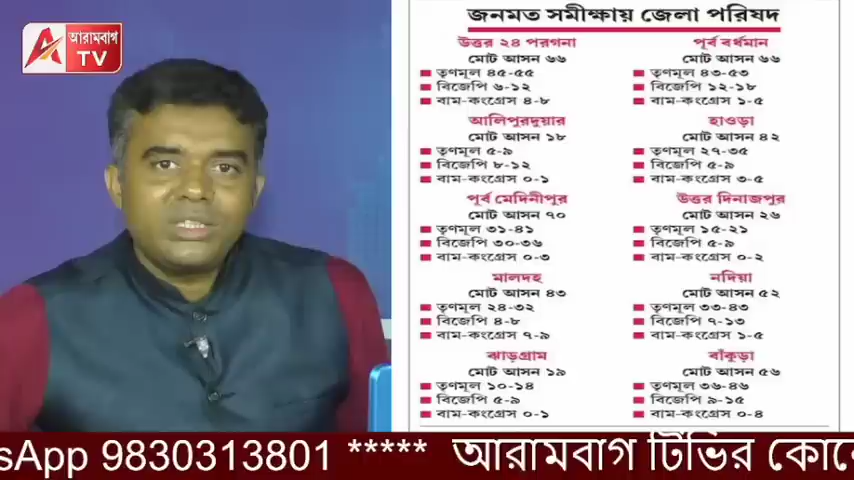 আরামবাগ
TV
জনমত সমীক্ষায় জেলা পরিষদ
উত্তর ২৪ পরগনা
মোট আসন ৬৬
তৃণমূল ৪৫-৫৫
বিজেপি ৬-১২
বাম-কংগ্রেস ৪-৮
পূর্ব বর্ধমান
মোট আসন ৬৬
তৃণমূল ৪৩-৫৩
বিজেপি ১২-১৮
বাম-কংগ্রেস ১-৫
আলিপুরদুয়ার
মোট আসন ১৮
তৃণমূল ৫-৯
বিজেপি ৮-১২
বাম-কংগ্রেস ০-১
হাওড়া
মোট আসন ৪২
তৃণমূল ২৭-৩৫
বিজেপি ৫-৯
বাম-কংগ্রেস ৩-৫
পূর্ব মেদিনীপুর
মোট আসন ৭০
তৃণমূল ৩১-৪১
বিজেপি ৩০-৩৬
বাম-কংগ্রেস ০-৩
উত্তর দিনাজপুর
মোট আসন ২৬
তৃণমূল ১৫-২১
বিজেপি ৫-৯
বাম-কংগ্রেস ০-২
মালদহ
মোট আসন ৪৩
তৃণমূল ২৪-৩২
বিজেপি ৪-৮
বাম-কংগ্রেস ৭-৯
নদিয়া
মোট আসন ৫২
তৃণমূল ৩৩-৪৩
বিজেপি ৭-১৩
বাম-কংগ্রেস ১-৫
ঝাড়গ্রাম
মোট আসন ১৯
তৃণমূল ১০-১৪
বিজেপি ৫-৯
বাম-কংগ্রেস ০-১
বাঁকুড়া
মোট আসন ৫৬
তৃণমূল ৩৬-৪৬
বিজেপি ৯-১৫
বাম-কংগ্রেস ০-৪
sApp 9830313801 ***** আরামবাগ টিভির